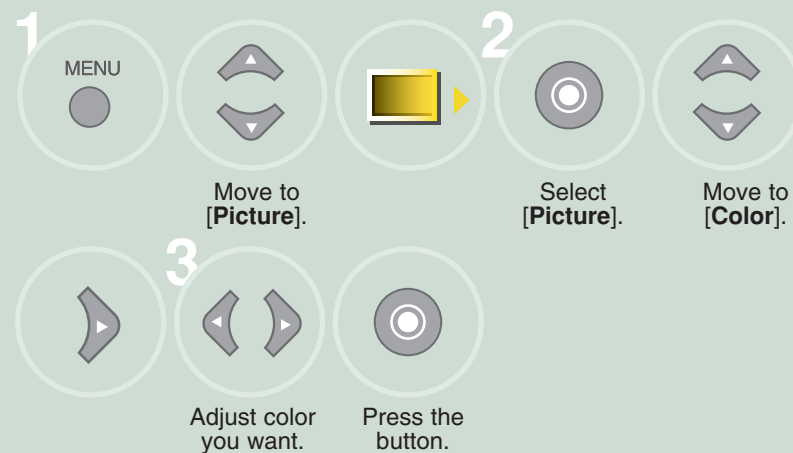 1
MENU
Move to
[Picture].
2
Select
[Picture].
Move to
[Color].
3
Adjust color
you want.
Press the
button.